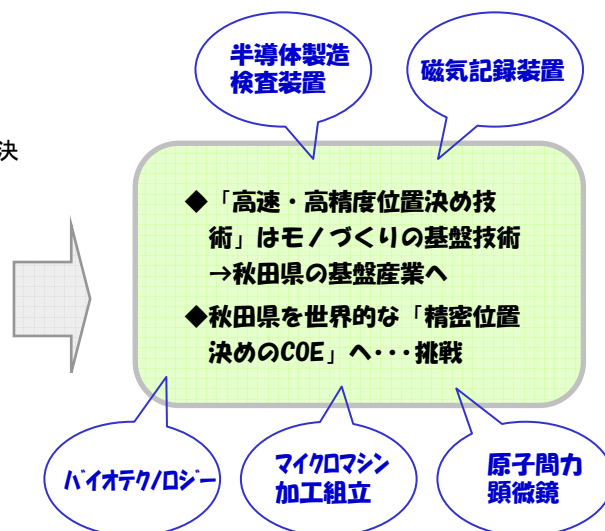 半導体製造
検査装置
磁気記録装置
決
◆「高速・高精度位置決め技
術」はモノづくりの基盤技術
→秋田県の基盤産業へ
◆秋田県を世界的な「精密位置
決めのCOE」へ・・・挑戦
バイオテクノロジー
マイクロマシン
加工組立
原子間力
顕微鏡